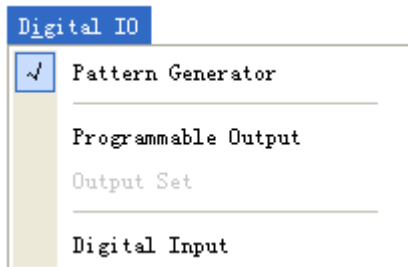 Digital IO
Pattern Generator
Programmable Output
Output Set
Digital Input